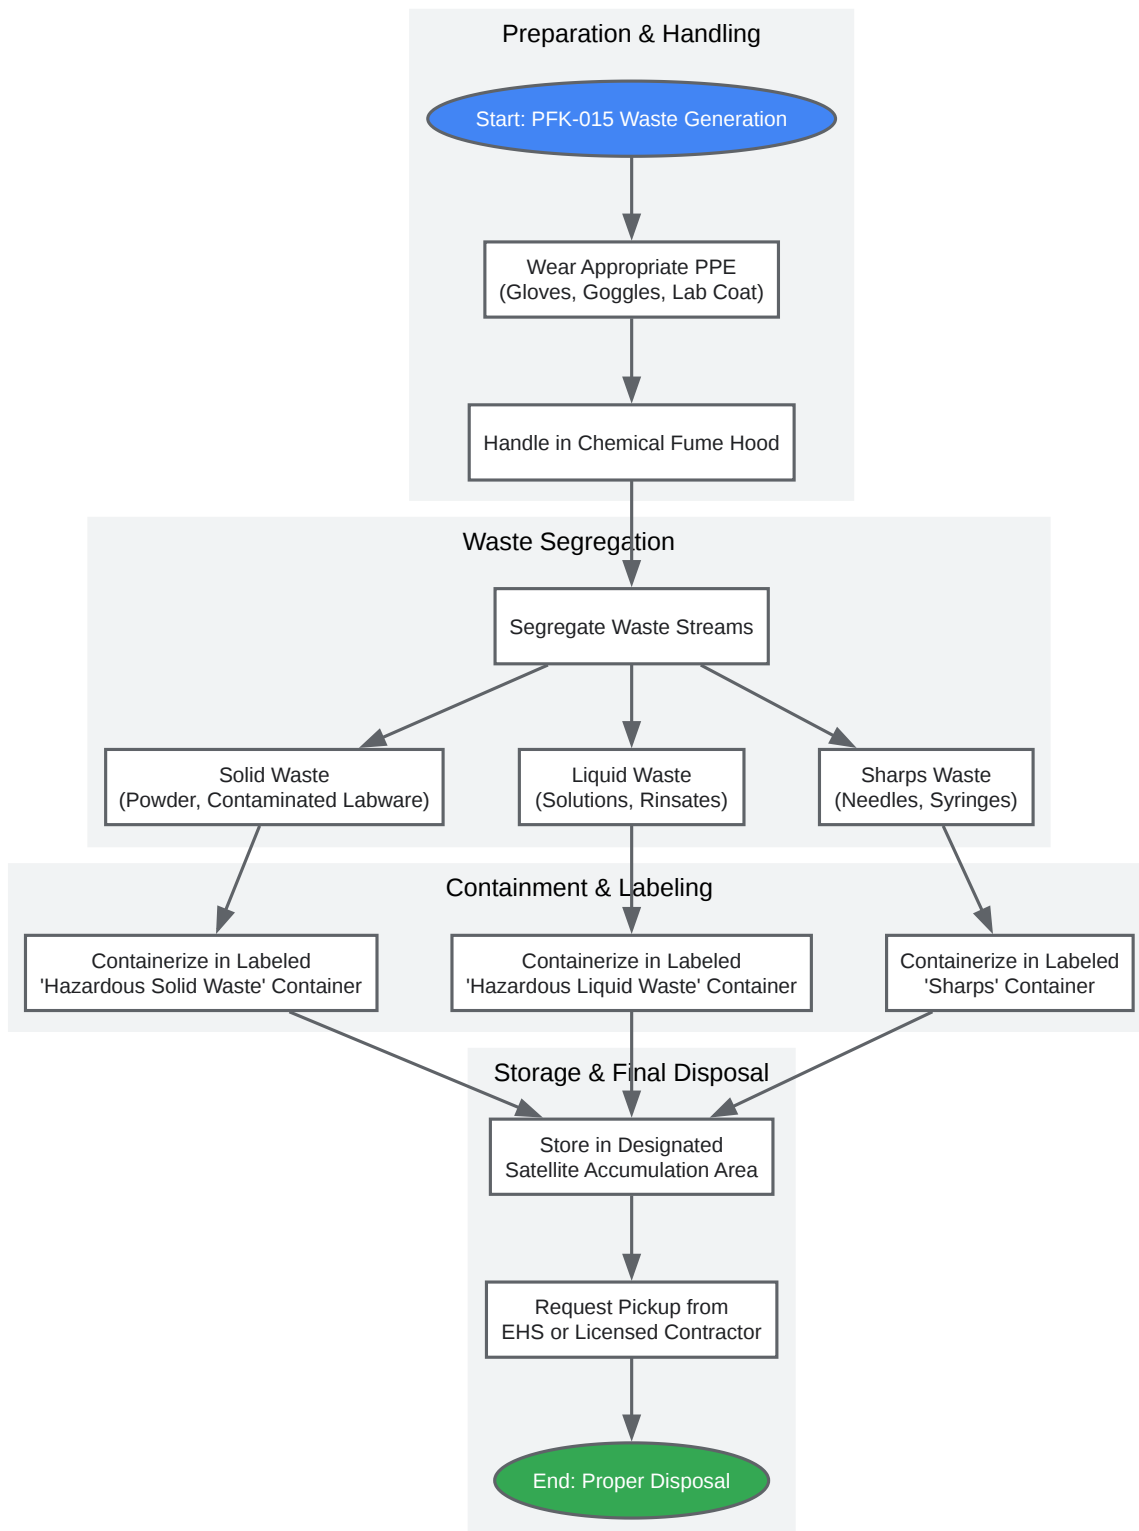 Preparation & Handling
Start: PFK-015 Waste Generation
Wear Appropriate PPE
(Gloves, Goggles, Lab Coat)
Handle in Chemical Fume Hood
Waste Segregation
Segregate Waste Streams
Solid Waste
(Powder, Contaminated Labware)
Liquid Waste
(Solutions, Rinsates)
Sharps Waste
(Needles, Syringes)
Containment & Labeling
Containerize in Labeled
'Hazardous Solid Waste' Container
Containerize in Labeled
'Hazardous Liquid Waste' Container
Containerize in Labeled
'Sharps' Container
Storage & Final Disposal
Store in Designated
Satellite Accumulation Area
Request Pickup from
EHS or Licensed Contractor
End: Proper Disposal